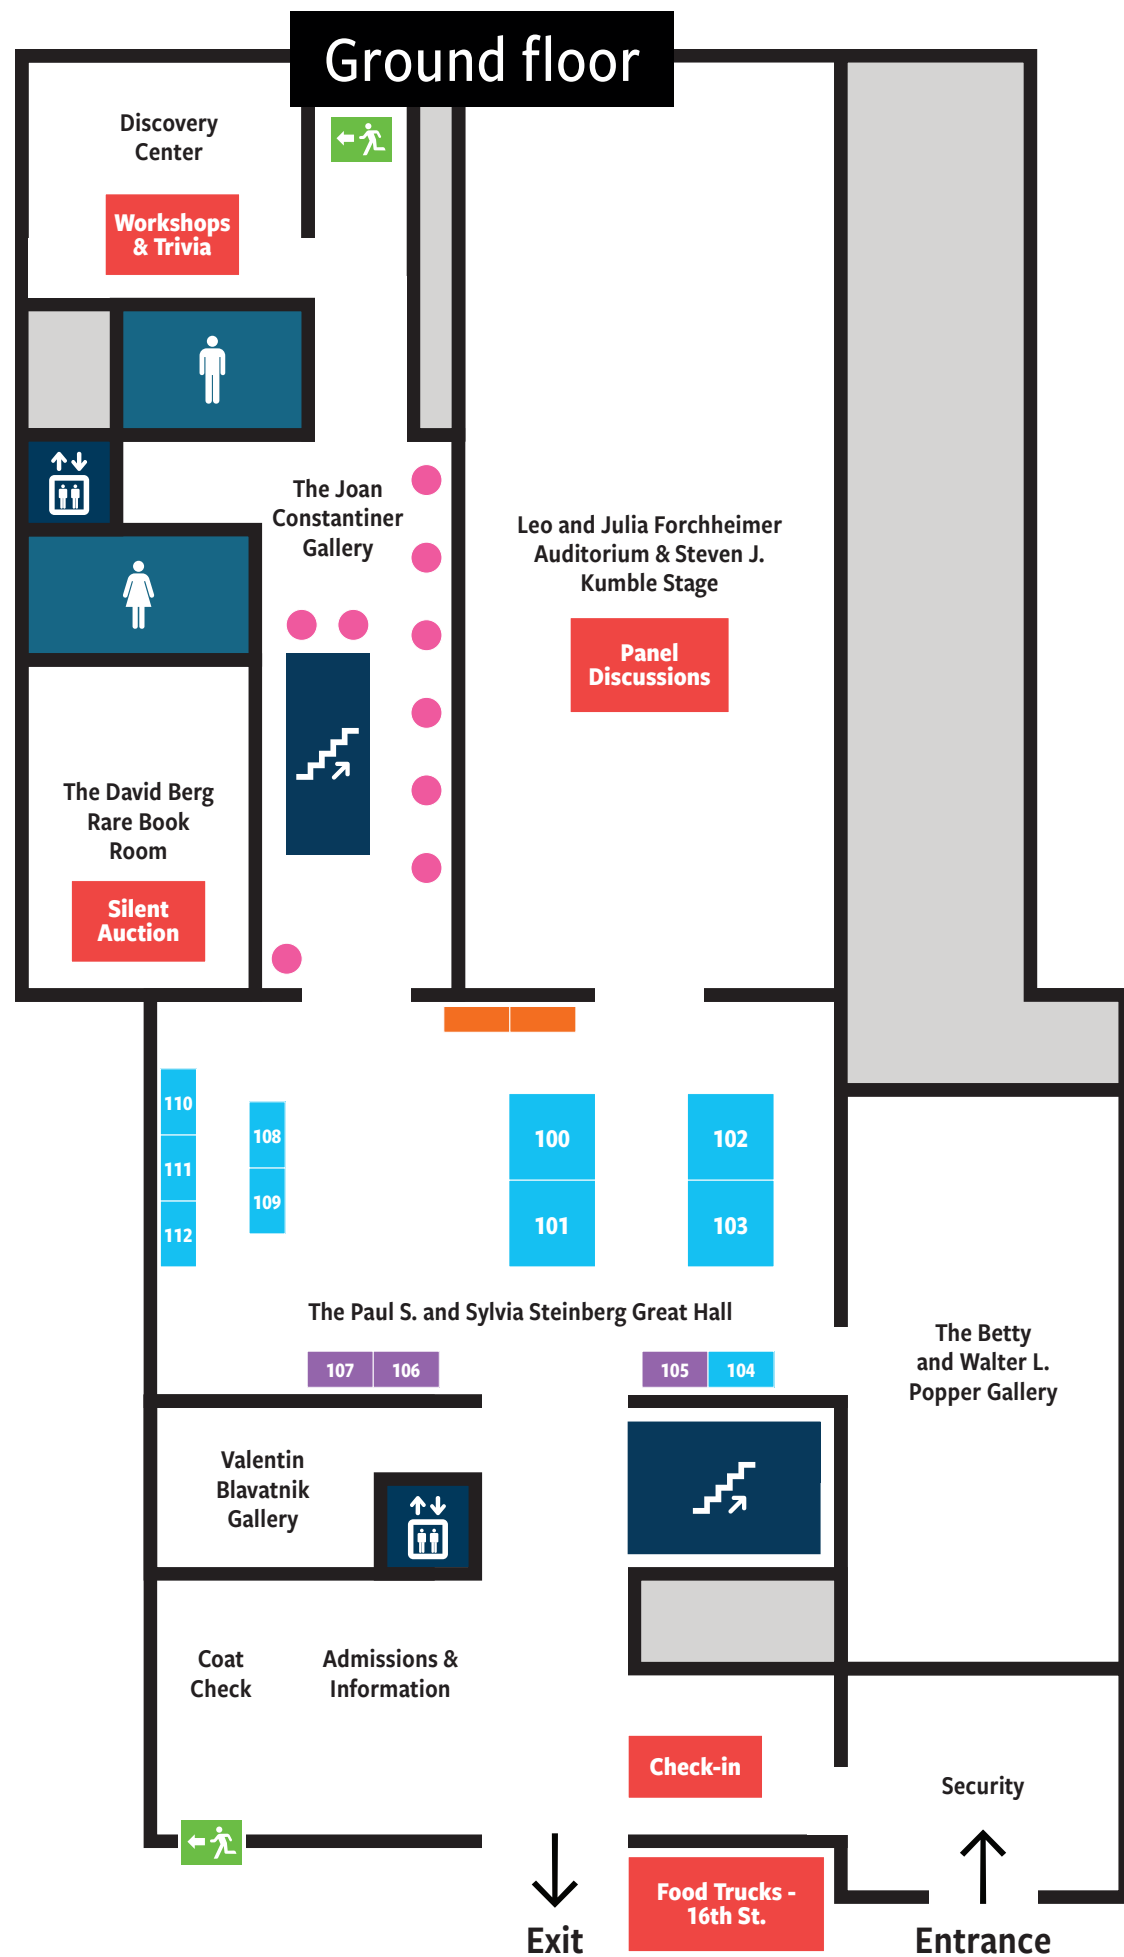 Ground floor
Discovery
Center
Workshops
& Trivia
The Joan
Constantiner
Gallery
Leo and Julia Forchheimer
Auditorium & Steven J.
Kumble Stage
Panel
Discussions
The David Berg
Rare Book
Room
Silent
Auction
110
111
112
108
109
100
101
102
103
The Paul S. and Sylvia Steinberg Great Hall
107
106
105
104
The Betty
and Walter L.
Popper Gallery
Valentin
Blavatnik
Gallery
Coat
Check
Admissions &
Information
Check-in
Security
Food Trucks -
16th St.
Exit
Entrance